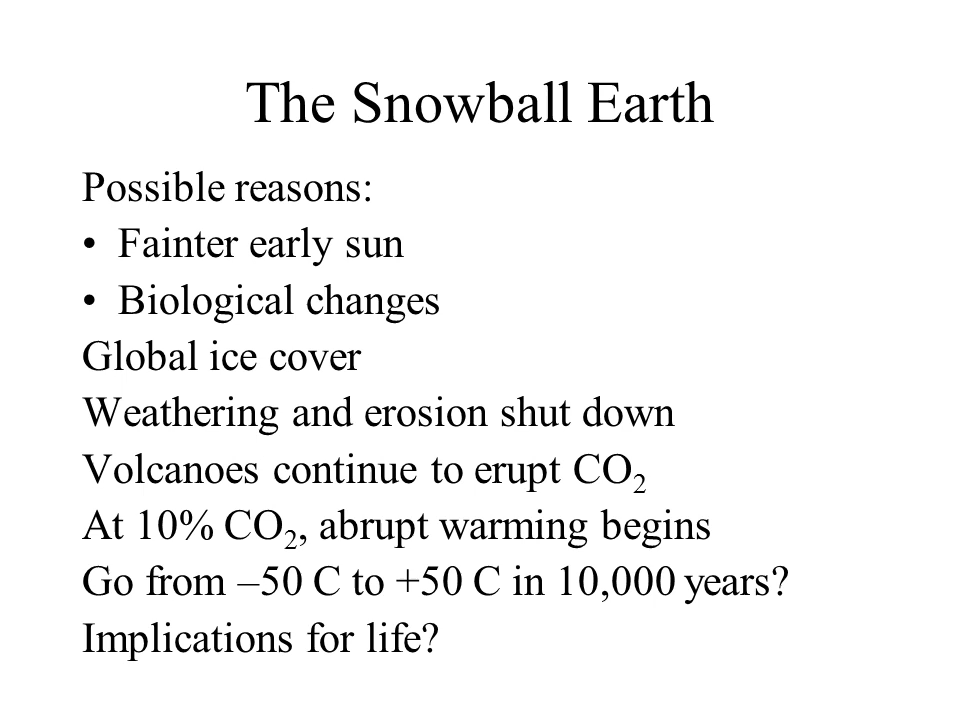 The Snowball Earth
Possible reasons:
• Fainter early sun
• Biological changes
Global ice cover
Weathering and erosion shut down
Volcanoes continue to erupt CO₂
At 10% CO₂, abrupt warming begins
Go from –50 C to +50 C in 10,000 years?
Implications for life?